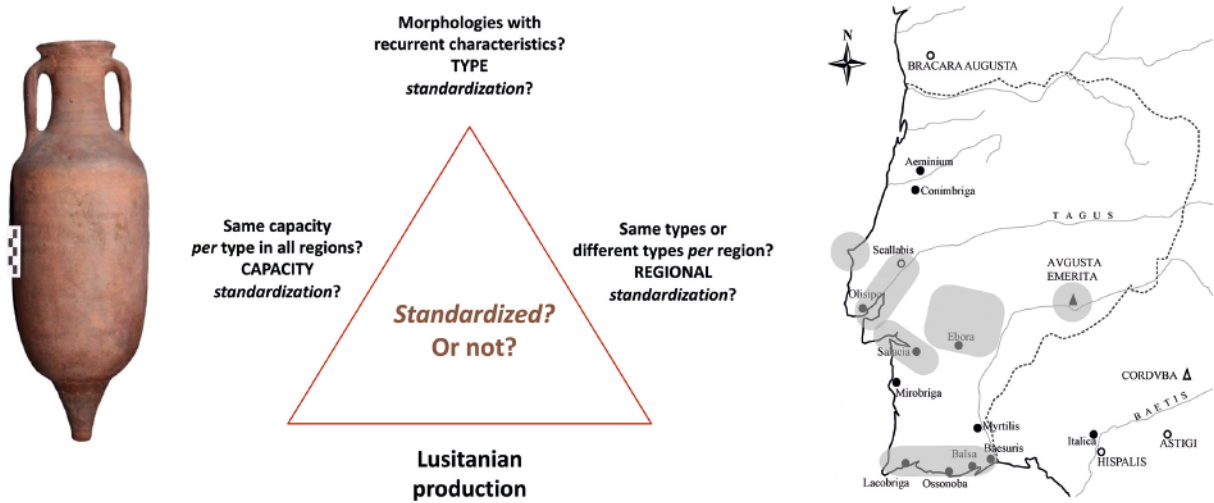 Morphologies with
recurrent characteristics?
TYPE
standardization?
Same capacity
per type in all regions?
CAPACITY
standardization?
Same types or
different types per region?
REGIONAL
standardization?
Standardized?
Or not?
Lusitanian
production
N
BRACARA AUGUSTA
Aeminium
Conimbriga
TAGUS
Scallabis
AVGUSTA
EMERITA
Olisipo
Ebora
Salacia
CORDVBA
Mirobriga
BAETIS
Myrtilis
Italica
ASTIGI
HISPALIS
Balsa
Baesuris
Lacobriga
Ossonoba